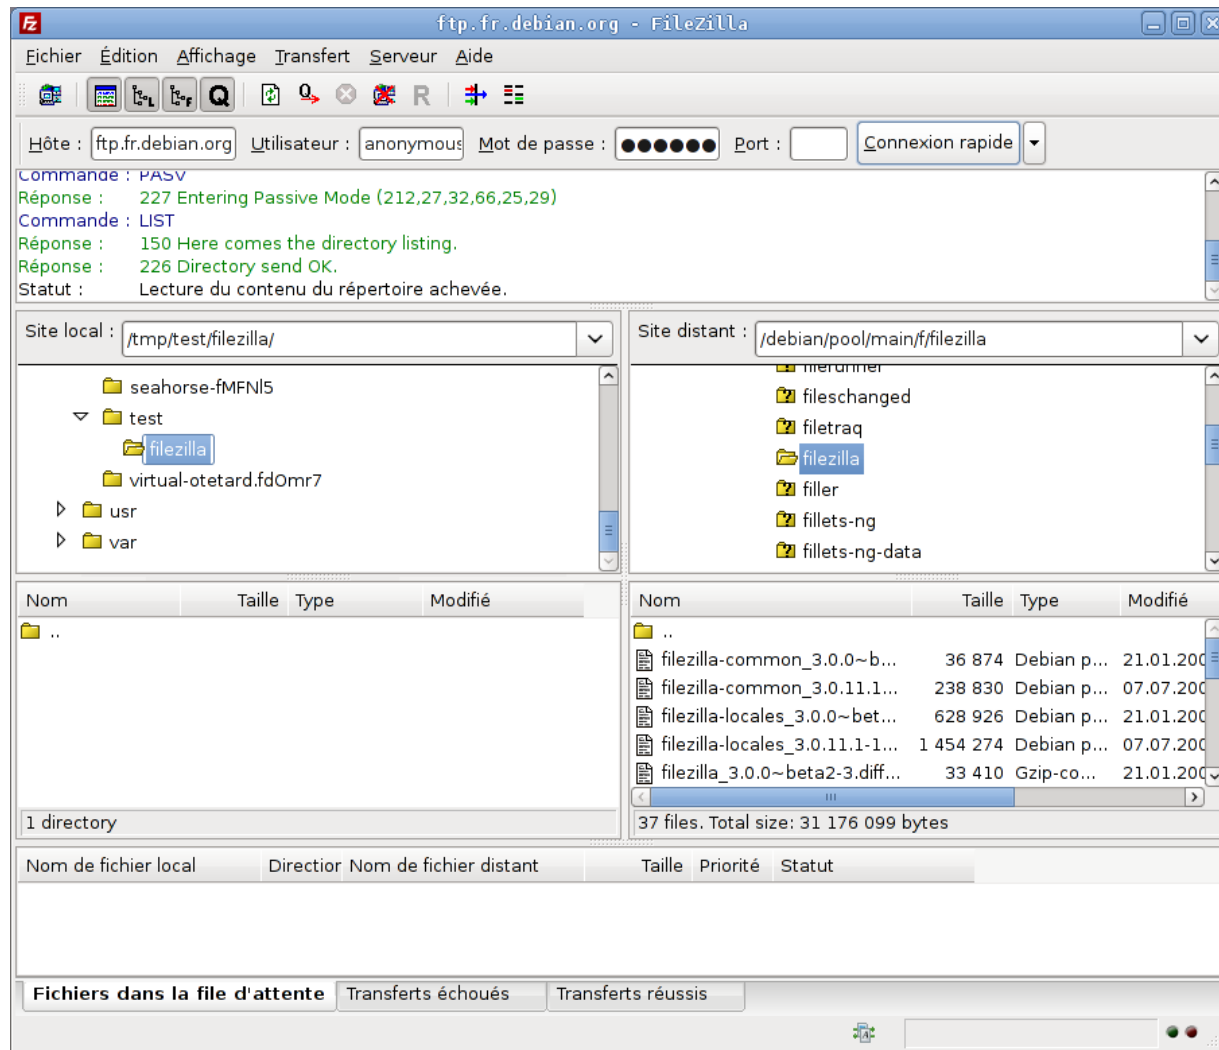 ftp.fr.debian.org - FileZilla
Fichier Édition Affichage Transfert Serveur Aide
Hôte : ftp.fr.debian.org Utilisateur : anonymous Mot de passe : ●●●●●● Port : Connexion rapide
Commande : PASV
Réponse : 227 Entering Passive Mode (212,27,32,66,25,29)
Commande : LIST
Réponse : 150 Here comes the directory listing.
Réponse : 226 Directory send OK.
Statut : Lecture du contenu du répertoire achevée.
Site local : /tmp/test/filezilla/
seahorse-fMFNl5
test
filezilla
virtual-otetard.fdOmr7
usr
var
Site distant : /debian/pool/main/f/filezilla
filerunner
fileschanged
filetraq
filezilla
filler
fillets-ng
fillets-ng-data
Nom Taille Type Modifié
..
1 directory
Nom Taille Type Modifié
..
filezilla-common_3.0.0~b... 36 874 Debian p... 21.01.200
filezilla-common_3.0.11.1... 238 830 Debian p... 07.07.200
filezilla-locales_3.0.0~bet... 628 926 Debian p... 21.01.200
filezilla-locales_3.0.11.1-1... 1 454 274 Debian p... 07.07.200
filezilla_3.0.0~beta2-3.diff... 33 410 Gzip-co... 21.01.200
37 files. Total size: 31 176 099 bytes
Nom de fichier local Direction Nom de fichier distant Taille Priorité Statut
Fichiers dans la file d'attente Transferts échoués Transferts réussis